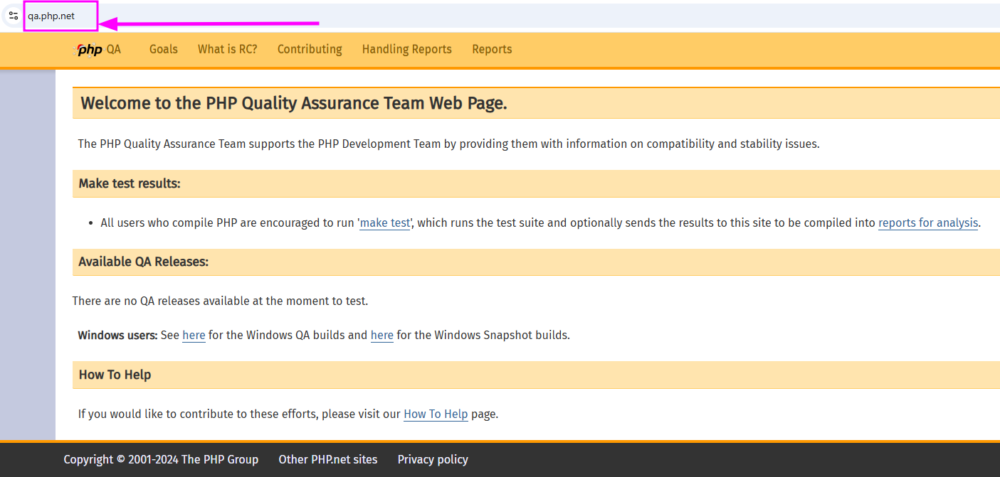 qa.php.net
php QA Goals What is RC? Contributing Handling Reports Reports
Welcome to the PHP Quality Assurance Team Web Page.
The PHP Quality Assurance Team supports the PHP Development Team by providing them with information on compatibility and stability issues.
Make test results:
• All users who compile PHP are encouraged to run 'make test', which runs the test suite and optionally sends the results to this site to be compiled into reports for analysis.
Available QA Releases:
There are no QA releases available at the moment to test.
Windows users: See here for the Windows QA builds and here for the Windows Snapshot builds.
How To Help
If you would like to contribute to these efforts, please visit our How To Help page.
Copyright © 2001-2024 The PHP Group Other PHP.net sites Privacy policy